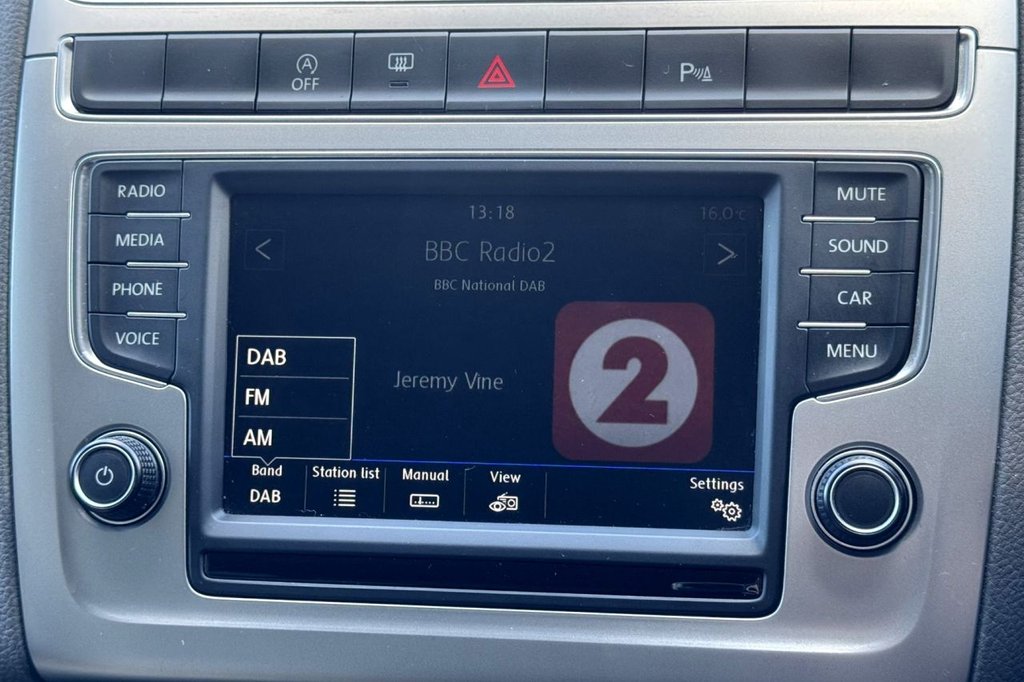 A
OFF
P
RADIO
MEDIA
PHONE
VOICE
MUTE
SOUND
CAR
MENU
13:18
16.0°C
BBC Radio2
BBC National DAB
Jeremy Vine
2
DAB
FM
AM
Band
DAB
Station list
Manual
View
Settings